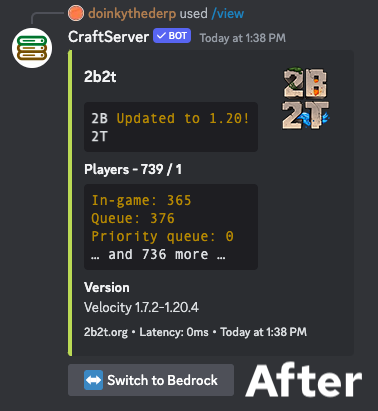 doinkythederp used /view
CraftServer ✓ BOT Today at 1:38 PM
2b2t
2B
2T
2B Updated to 1.20!
2T
Players - 739 / 1
In-game: 365
Queue: 376
Priority queue: 0
… and 736 more …
Version
Velocity 1.7.2-1.20.4
2b2t.org • Latency: 0ms • Today at 1:38 PM
Switch to Bedrock
After